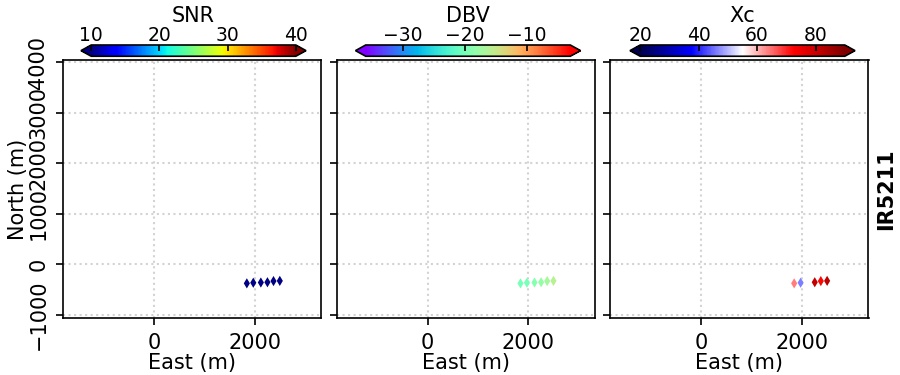 SNR
10 20 30 40
DBV
−30 −20 −10
Xc
20 40 60 80
North (m)
4000
3000
2000
1000
0
−1000
0 2000
East (m)
0 2000
East (m)
0 2000
East (m)
IR5211